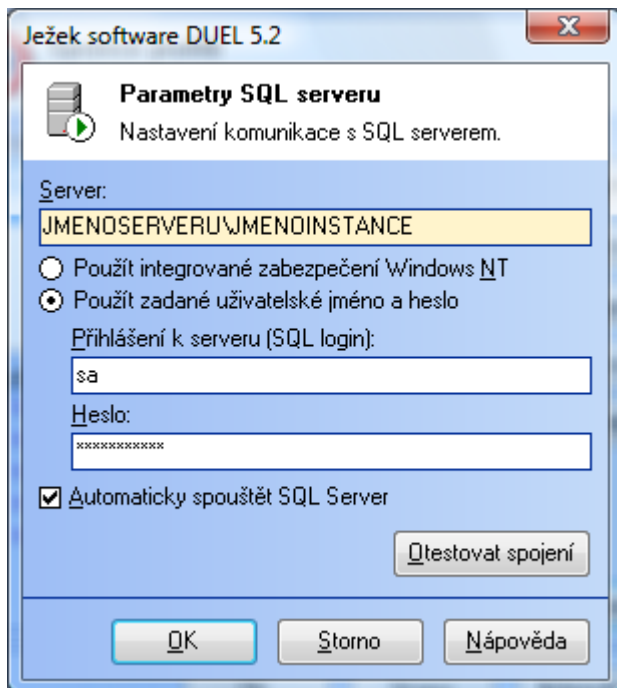 Ježek software DUEL 5.2
Parametry SQL serveru
Nastavení komunikace s SQL serverem.
Server:
JMENOSERVERU\JMENOINSTANCE
Použít integrované zabezpečení Windows NT
Použít zadané uživatelské jméno a heslo
Přihlášení k serveru (SQL login):
sa
Heslo:
***********
Automaticky spouštět SQL Server
Otestovat spojení
OK Storno Nápověda